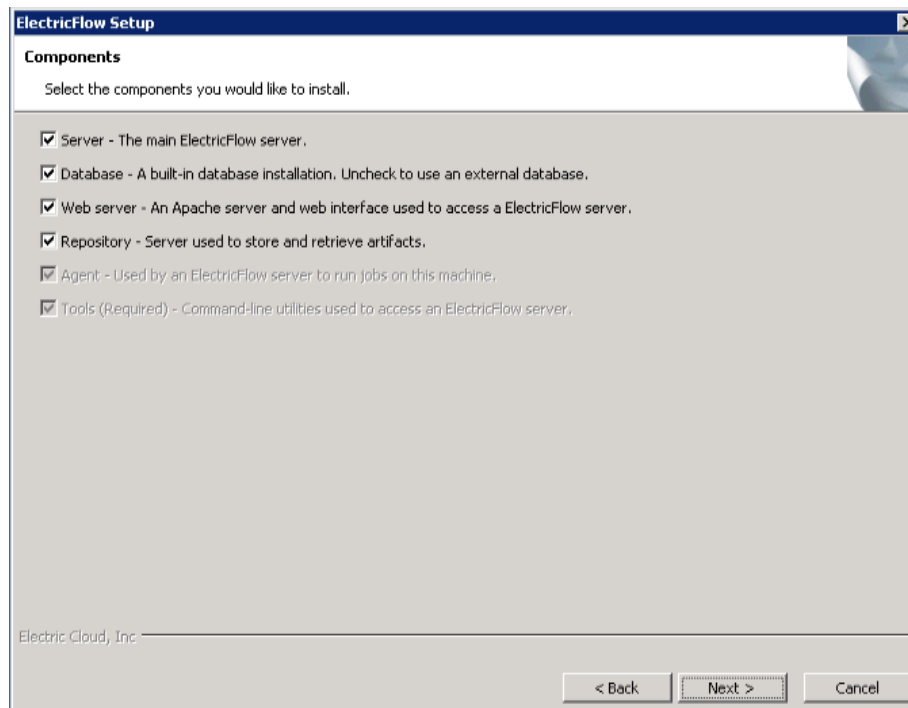 ElectricFlow Setup
Components
Select the components you would like to install.
Server - The main ElectricFlow server.
Database - A built-in database installation. Uncheck to use an external database.
Web server - An Apache server and web interface used to access a ElectricFlow server.
Repository - Server used to store and retrieve artifacts.
Agent - Used by an ElectricFlow server to run jobs on this machine.
Tools (Required) - Command-line utilities used to access an ElectricFlow server.
Electric Cloud, Inc
< Back Next > Cancel